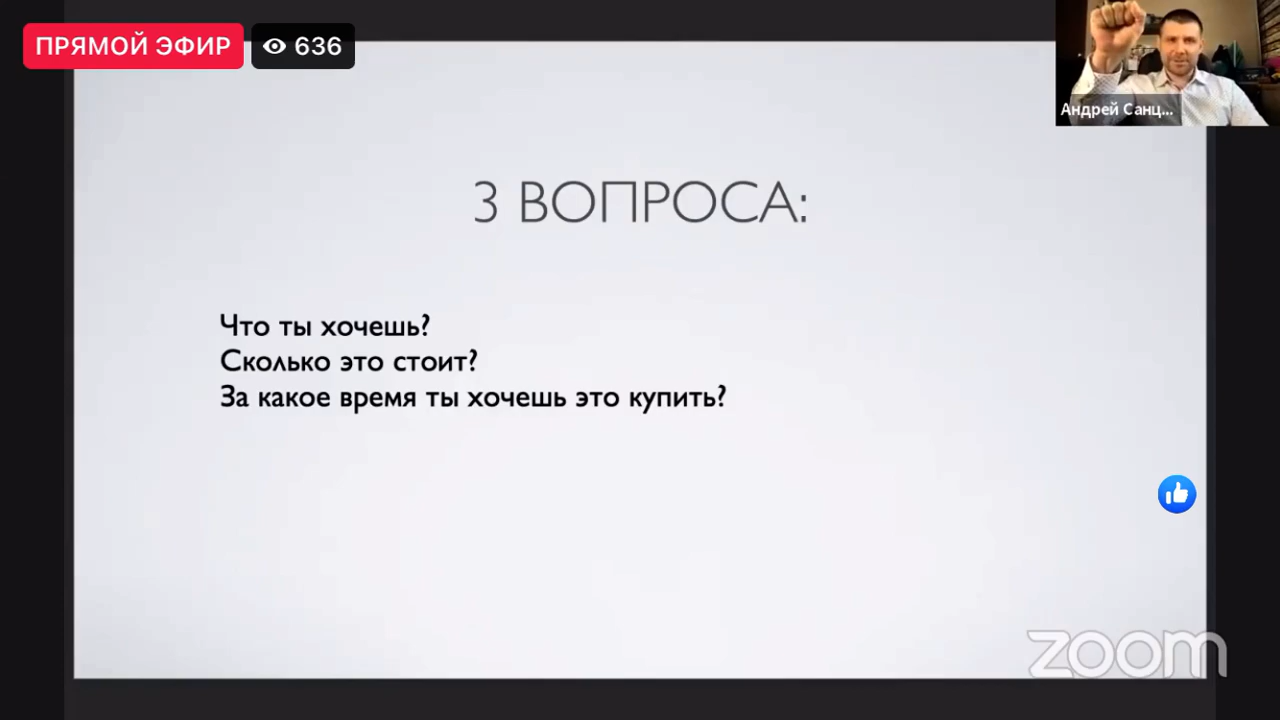 ПРЯМОЙ ЭФИР 636
Андрей Санц...
3 ВОПРОСА:
Что ты хочешь?
Сколько это стоит?
За какое время ты хочешь это купить?
zoom